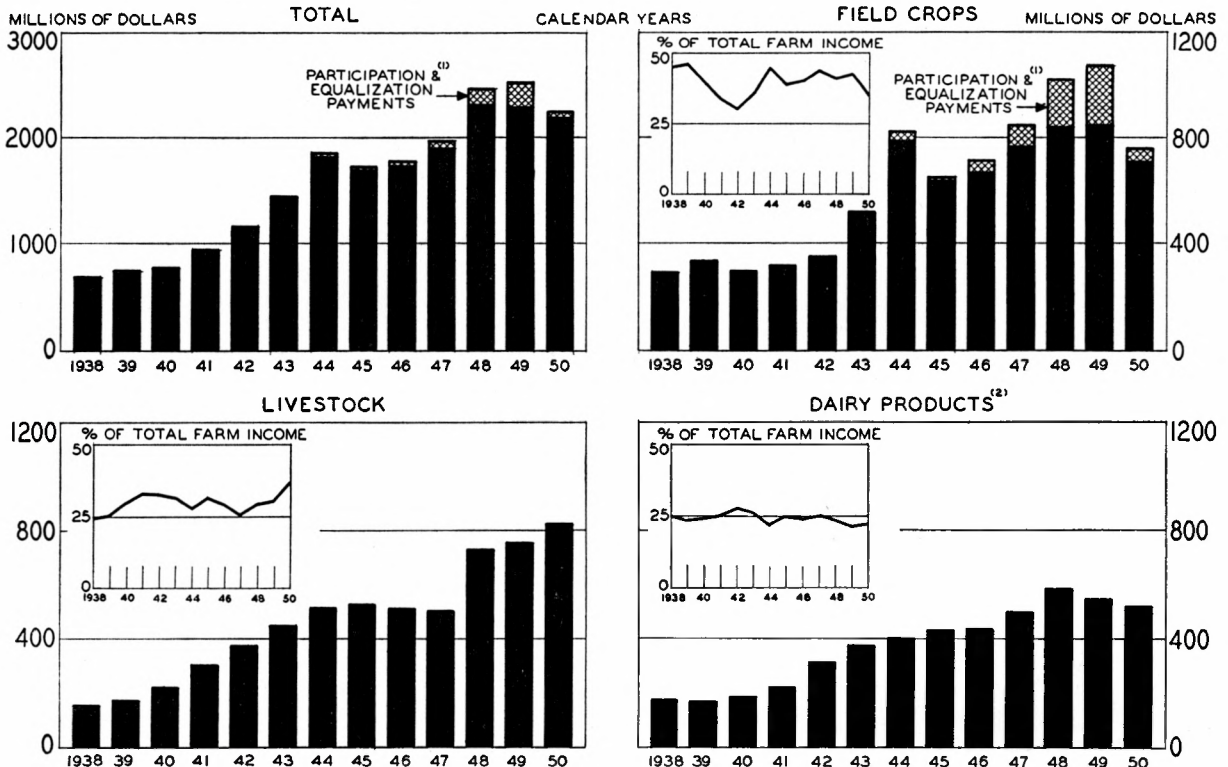 MILLIONS OF DOLLARS
TOTAL
CALENDAR YEARS
FIELD CROPS
MILLIONS OF DOLLARS
3000
2000
1000
0
PARTICIPATION & (1)
EQUALIZATION
PAYMENTS
1938 39 40 41 42 43 44 45 46 47 48 49 50
% OF TOTAL FARM INCOME
50
25
0
1938 40 42 44 46 48 50
PARTICIPATION & (1)
EQUALIZATION
PAYMENTS
1200
800
400
0
1938 39 40 41 42 43 44 45 46 47 48 49 50
LIVESTOCK
1200
800
400
0
% OF TOTAL FARM INCOME
50
25
0
1938 40 42 44 46 48 50
1938 39 40 41 42 43 44 45 46 47 48 49 50
DAIRY PRODUCTS (2)
% OF TOTAL FARM INCOME
50
25
0
1938 40 42 44 46 48 50
1200
800
400
0
1938 39 40 41 42 43 44 45 46 47 48 49 50